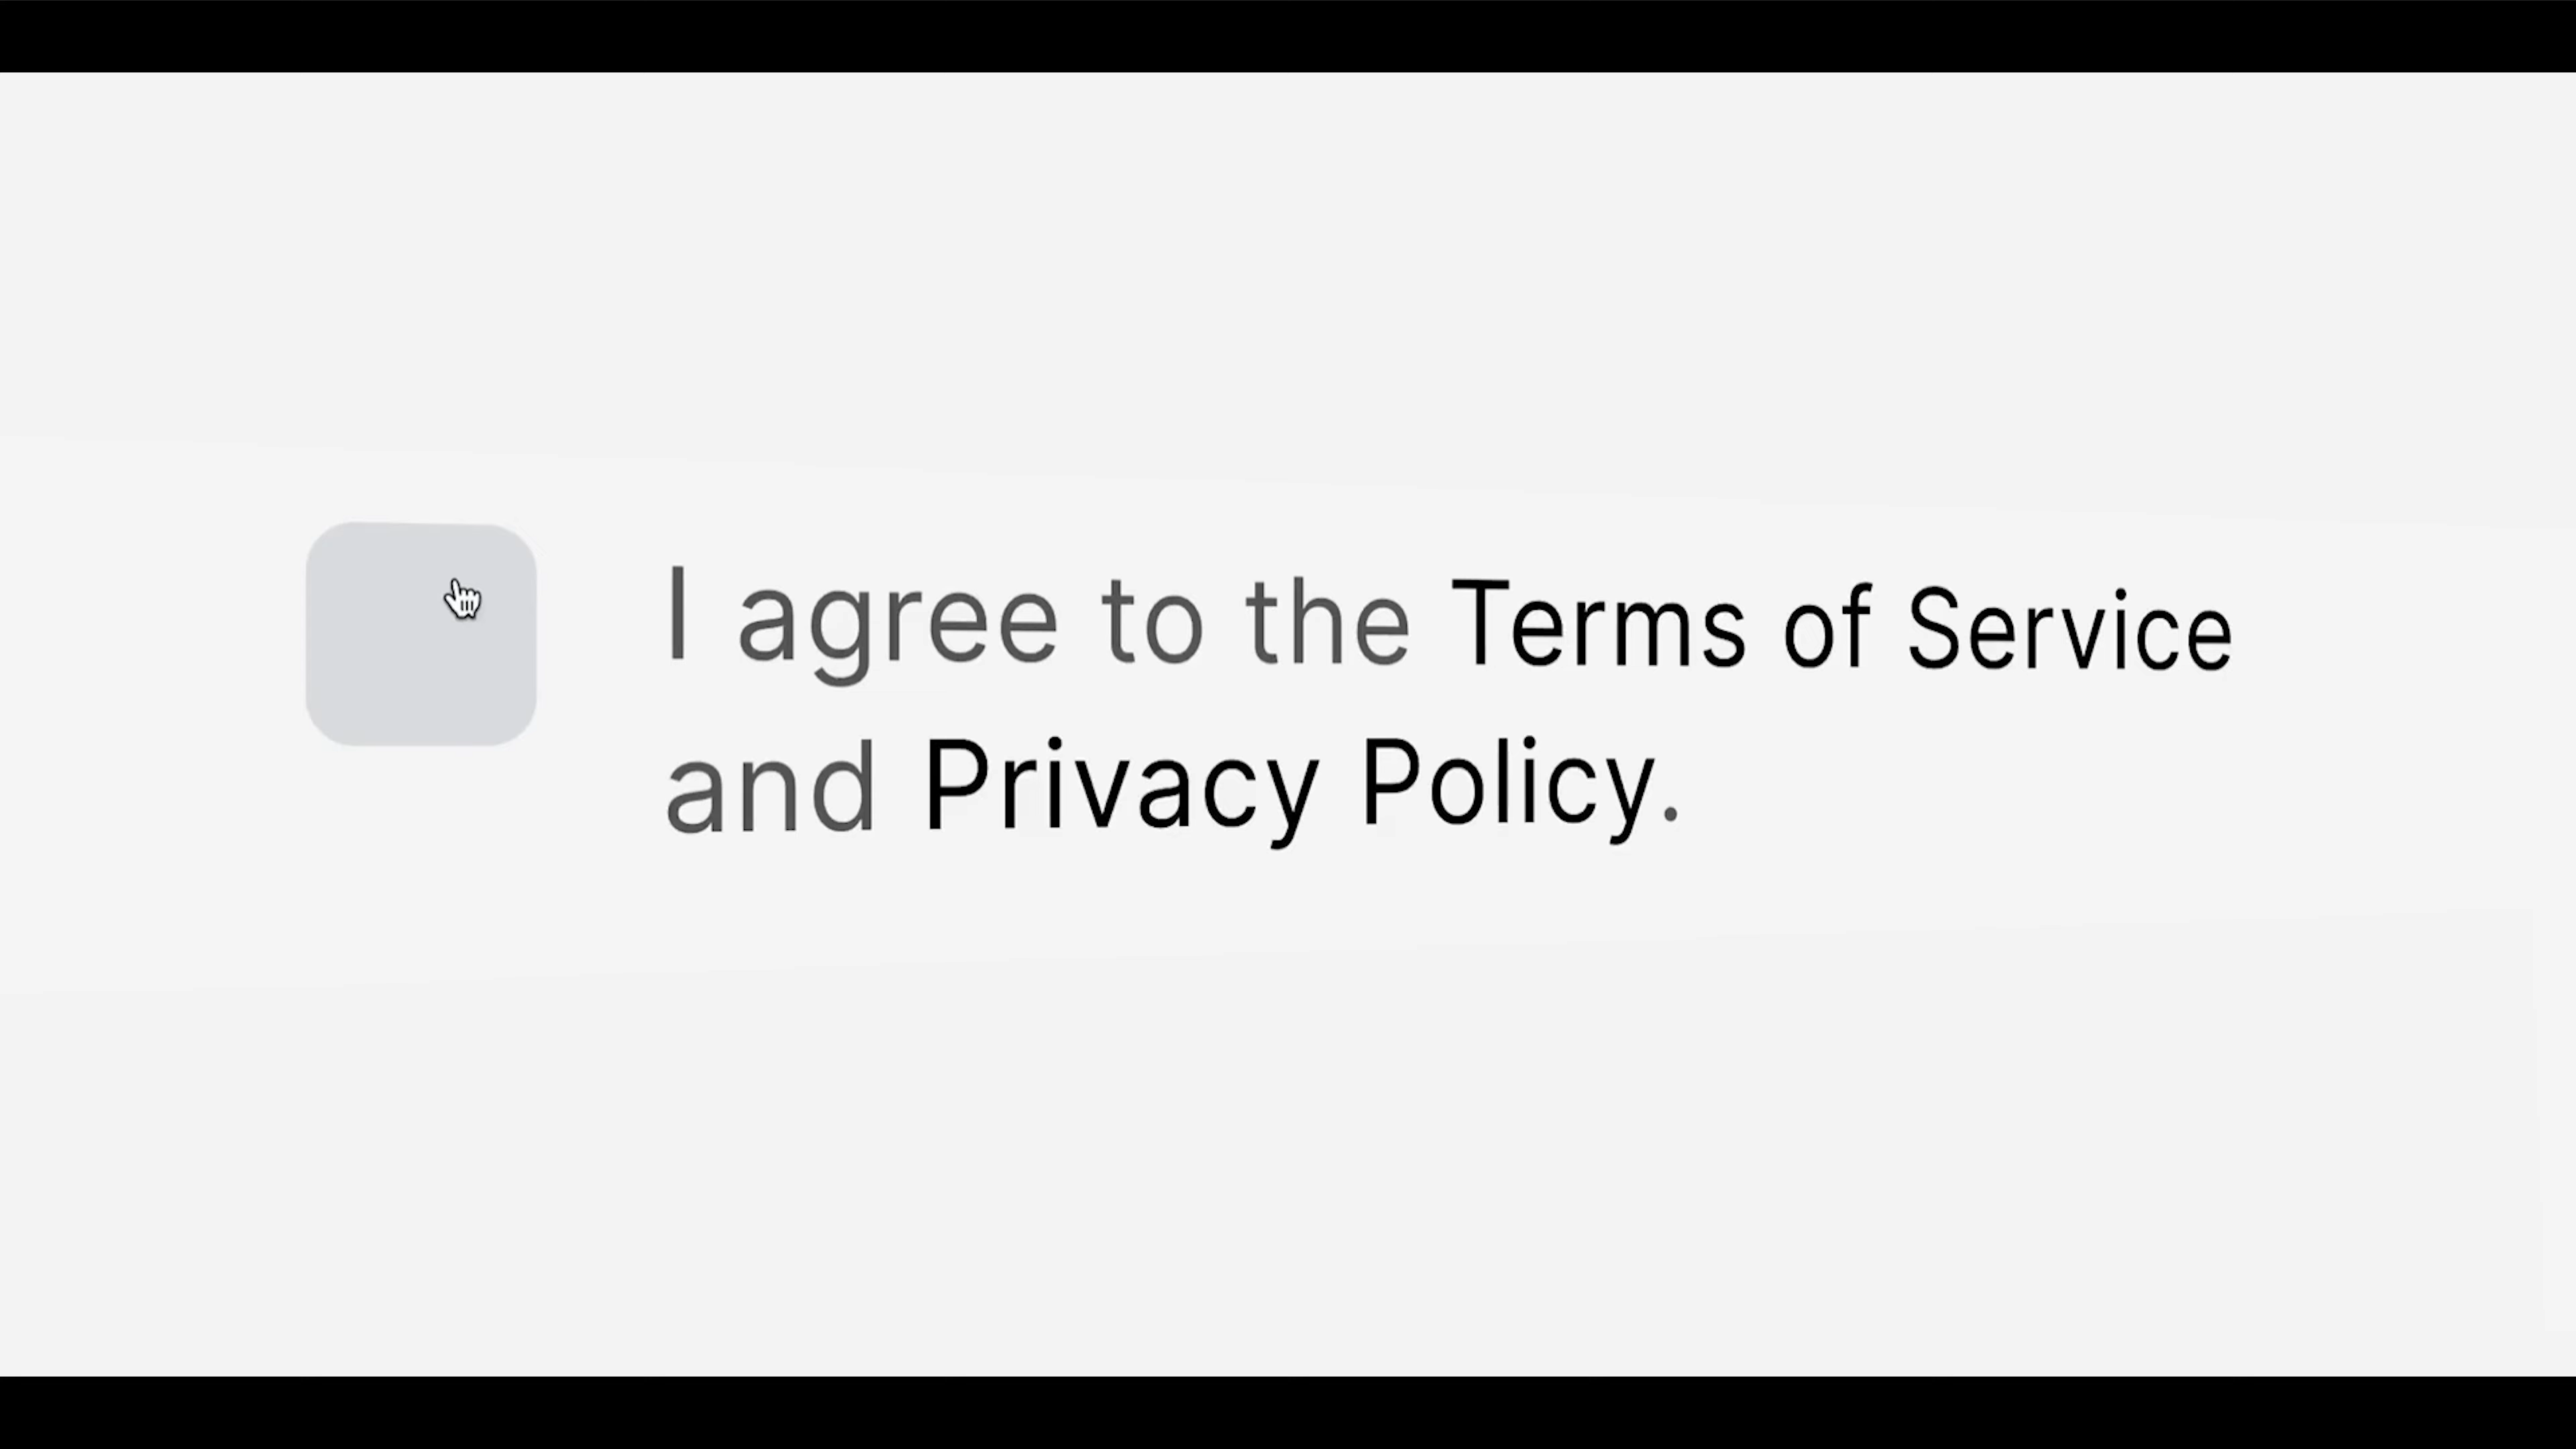 I agree to the Terms of Service
and Privacy Policy.